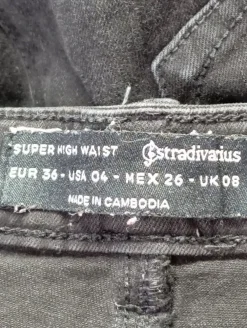 SUPER HIGH WAIST Stradivarius
EUR 36 - USA 04 - MEX 26 - UK 08
MADE IN CAMBODIA